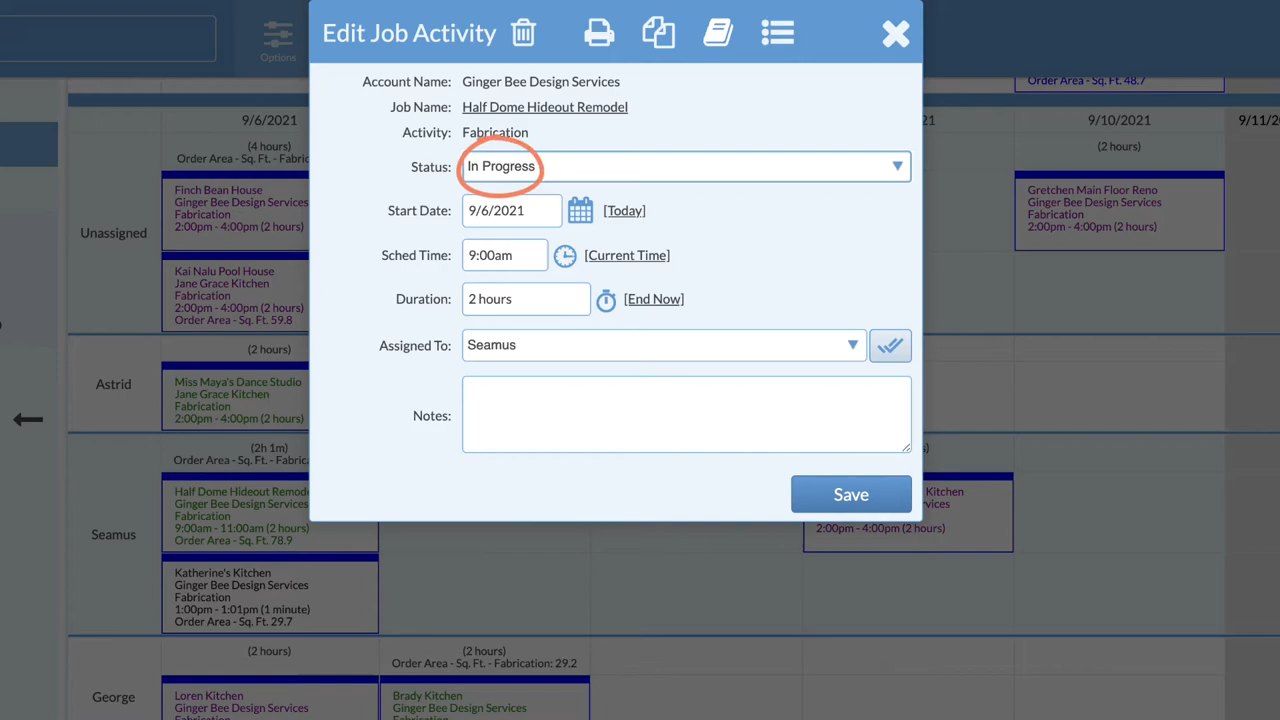 Edit Job Activity
Options
Account Name: Ginger Bee Design Services
Job Name: Half Dome Hideout Remodel
Activity: Fabrication
Status: In Progress
Start Date: 9/6/2021 [Today]
Sched Time: 9:00am [Current Time]
Duration: 2 hours [End Now]
Assigned To: Seamus
Notes:
Save
Order Area - Sq. Ft. 48.7
9/6/2021
9/10/2021
9/11/20
(4 hours)
Order Area - Sq. Ft. - Fabric
(2 hours)
Unassigned
Finch Bean House
Ginger Bee Design Servic
Fabrication
2:00pm - 4:00pm (2 hours)
Kai Nalu Pool House
Jane Grace Kitchen
Fabrication
2:00pm - 4:00pm (2 hours)
Order Area - Sq. Ft. 59.8
Gretchen Main Floor Reno
Ginger Bee Design Services
Fabrication
2:00pm - 4:00pm (2 hours)
(2 hours)
Astrid
Miss Maya's Dance Studio
Jane Grace Kitchen
Fabrication
2:00pm - 4:00pm (2 hours)
(2h 1m)
Order Area - Sq. Ft. - Fabrica
Seamus
Half Dome Hideout Remode
Ginger Bee Design Services
Fabrication
9:00am - 11:00am (2 hours)
Order Area - Sq. Ft. 78.9
Katherine's Kitchen
Ginger Bee Design Services
Fabrication
1:00pm - 1:01pm (1 minute)
Order Area - Sq. Ft. 29.7
Kitchen
2:00pm - 4:00pm (2 hours)
(2 hours)
(2 hours)
Order Area - Sq. Ft. - Fabrication: 29.2
George
Loren Kitchen
Ginger Bee Design Services
Brady Kitchen
Ginger Bee Design Services